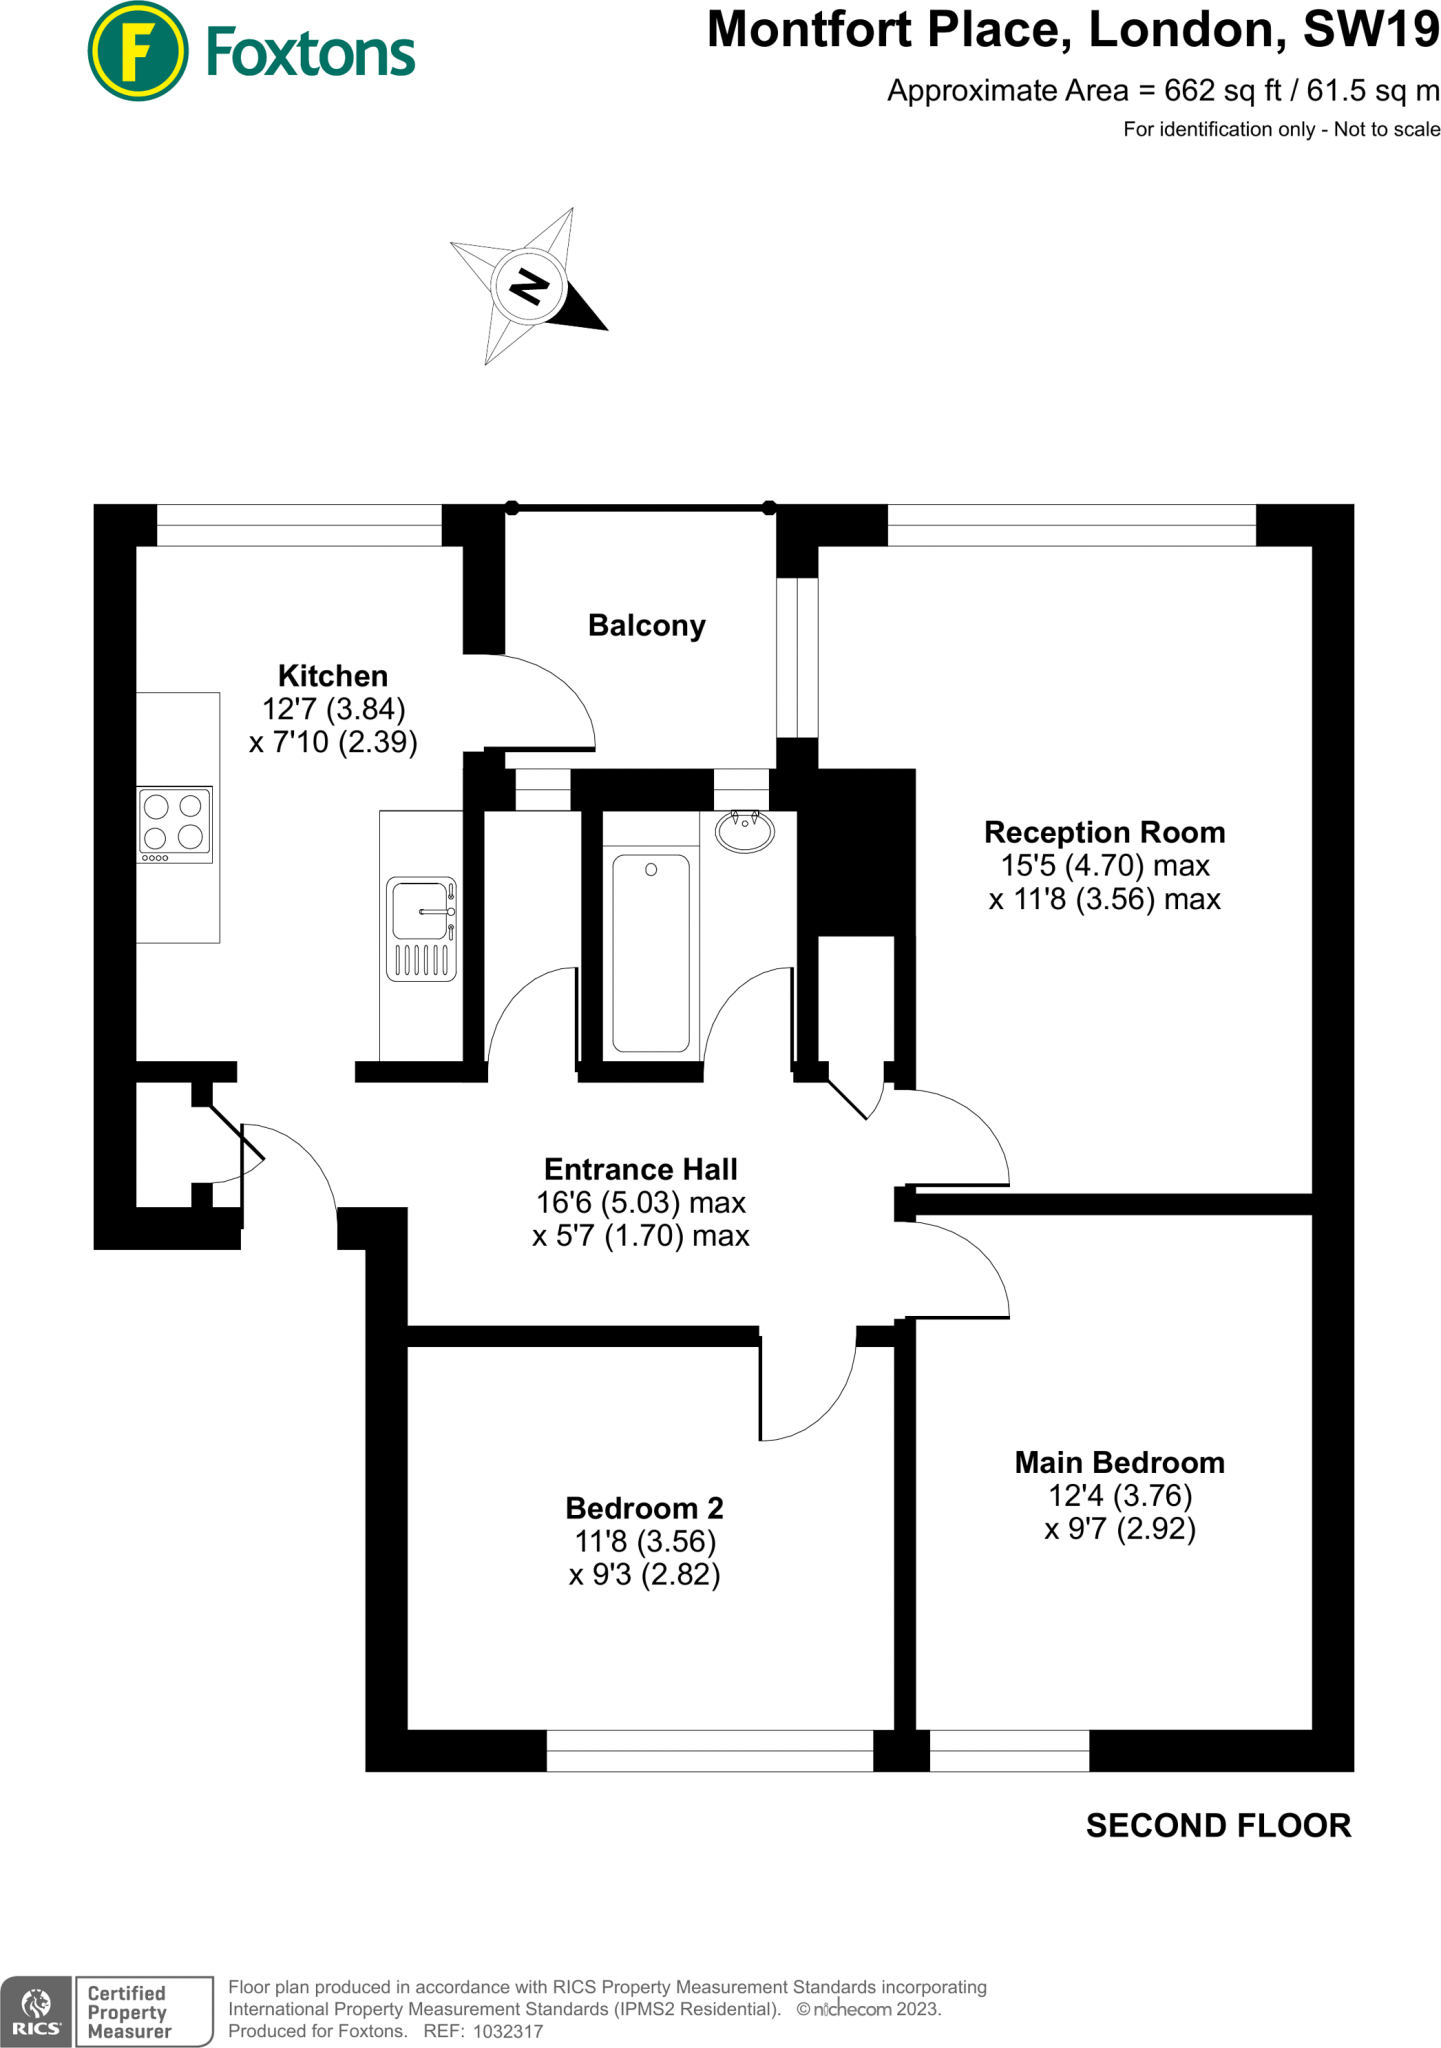 F Foxtons
Montfort Place, London, SW19
Approximate Area = 662 sq ft / 61.5 sq m
For identification only - Not to scale
N
Balcony
Kitchen
12'7 (3.84)
x 7'10 (2.39)
Reception Room
15'5 (4.70) max
x 11'8 (3.56) max
Entrance Hall
16'6 (5.03) max
x 5'7 (1.70) max
Main Bedroom
12'4 (3.76)
x 9'7 (2.92)
Bedroom 2
11'8 (3.56)
x 9'3 (2.82)
SECOND FLOOR
RICS
Certified
Property
Measurer
Floor plan produced in accordance with RICS Property Measurement Standards incorporating
International Property Measurement Standards (IPMS2 Residential). © nichecom 2023.
Produced for Foxtons. REF: 1032317